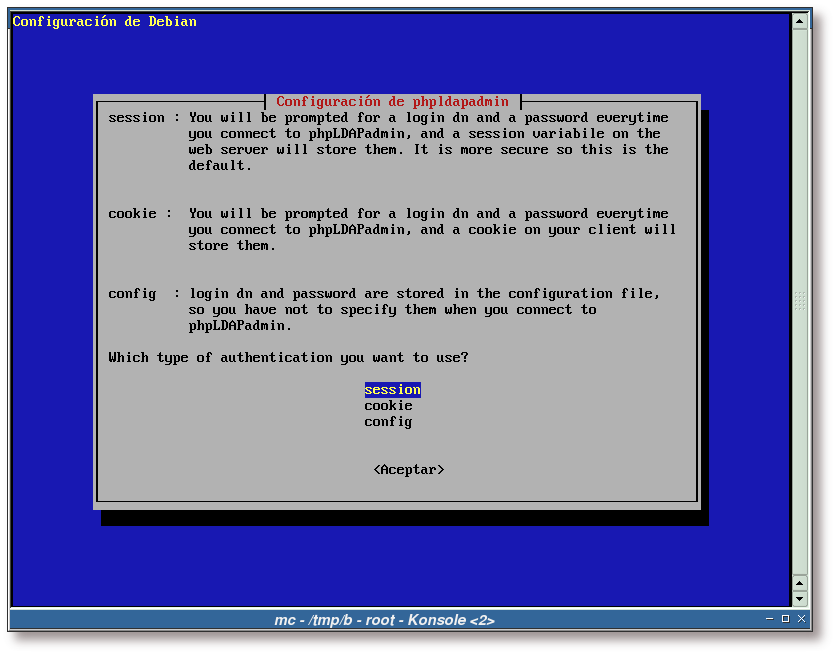 Configuración de Debian
Configuración de phpldapadmin
session : You will be prompted for a login dn and a password everytime
you connect to phpLDAPadmin, and a session variabile on the
web server will store them. It is more secure so this is the
default.
cookie : You will be prompted for a login dn and a password everytime
you connect to phpLDAPadmin, and a cookie on your client will
store them.
config : login dn and password are stored in the configuration file,
so you have not to specify them when you connect to
phpLDAPadmin.
Which type of authentication you want to use?
session
cookie
config
<Aceptar>
mc - /tmp/b - root - Konsole <2>